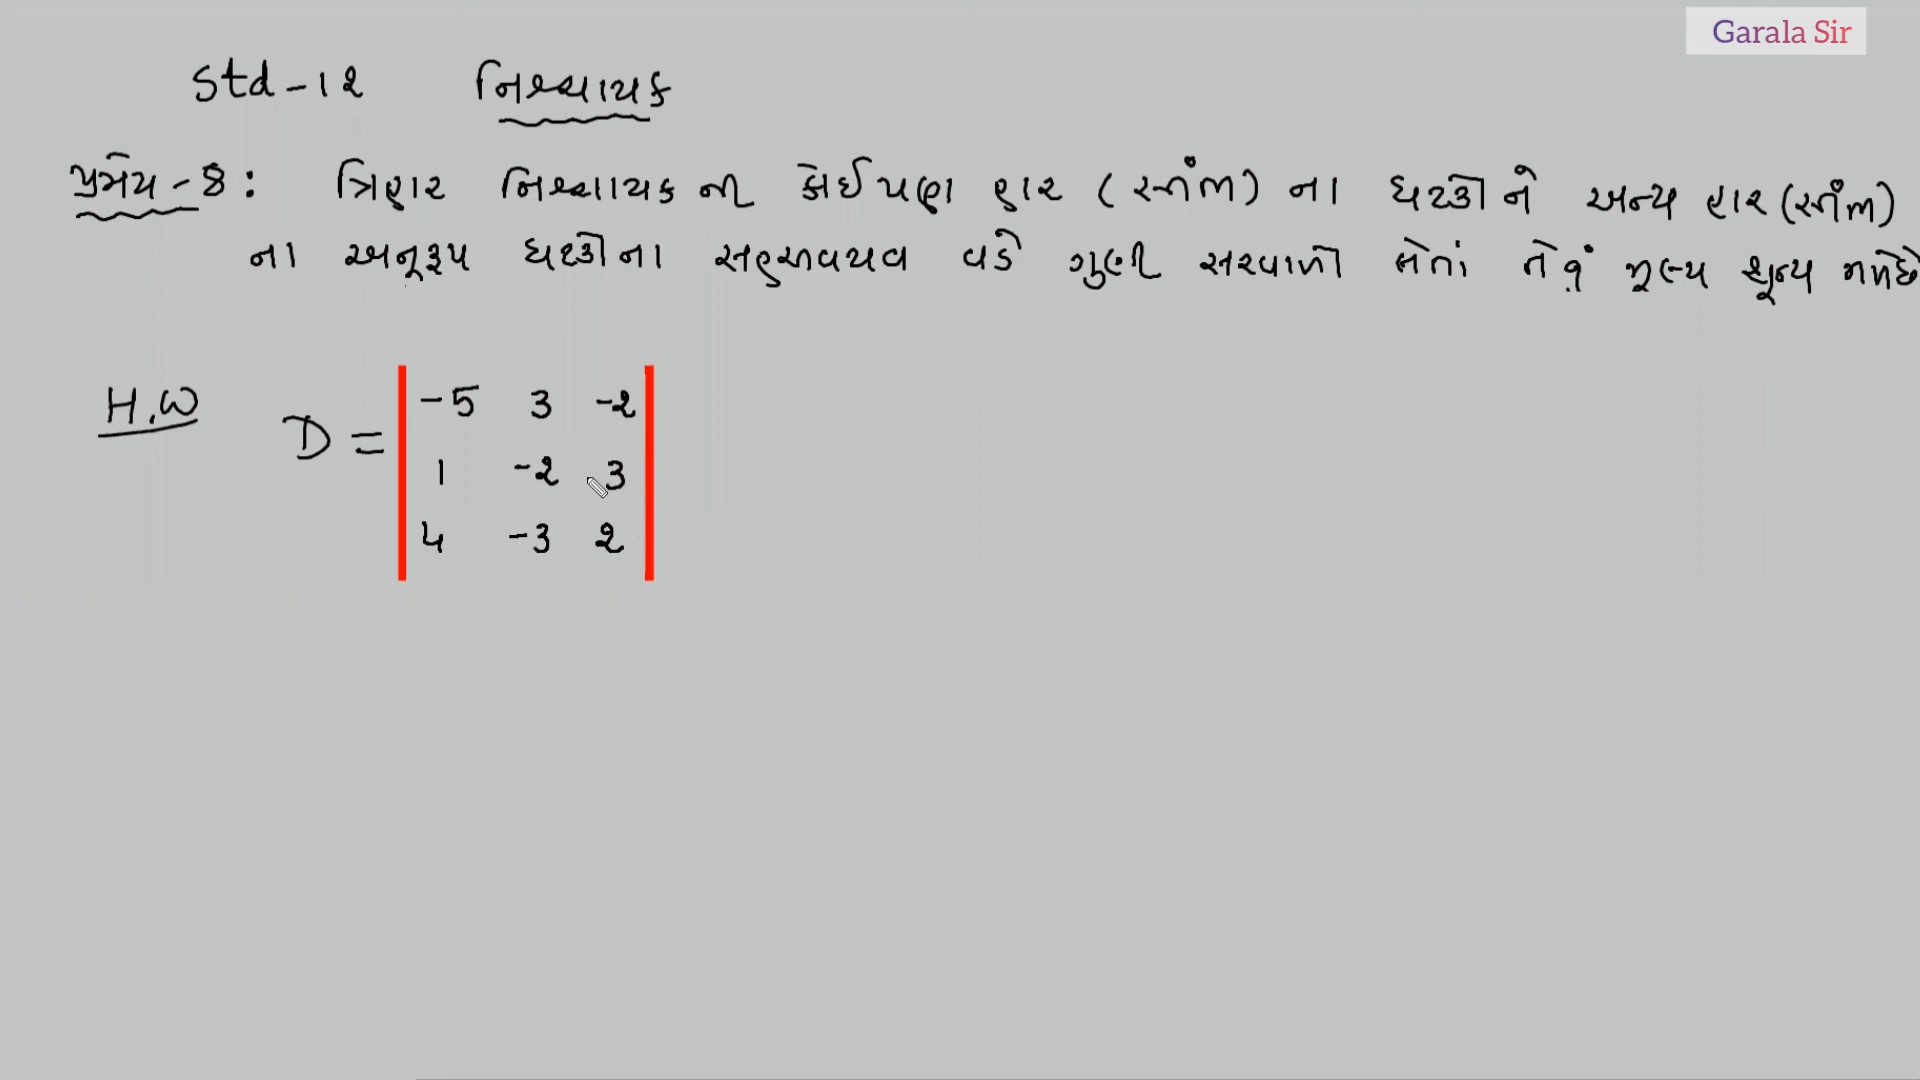 Garala Sir
Std-12 નિશ્ચાયક
પ્રમેય-8: ત્રિહાર નિશ્ચાયક ની કોઈપણ હાર (સ્તંભ) ના ઘટકોને અન્ય હાર (સ્તંભ)
ના અનૂરૂપ ઘટકોના સહઅવયવ વડે ગુણી સરવાળો લેતાં તેનું મૂલ્ય શૂન્ય મળેછે
H.W D =
-5 3 -2
1 -2 3
4 -3 2